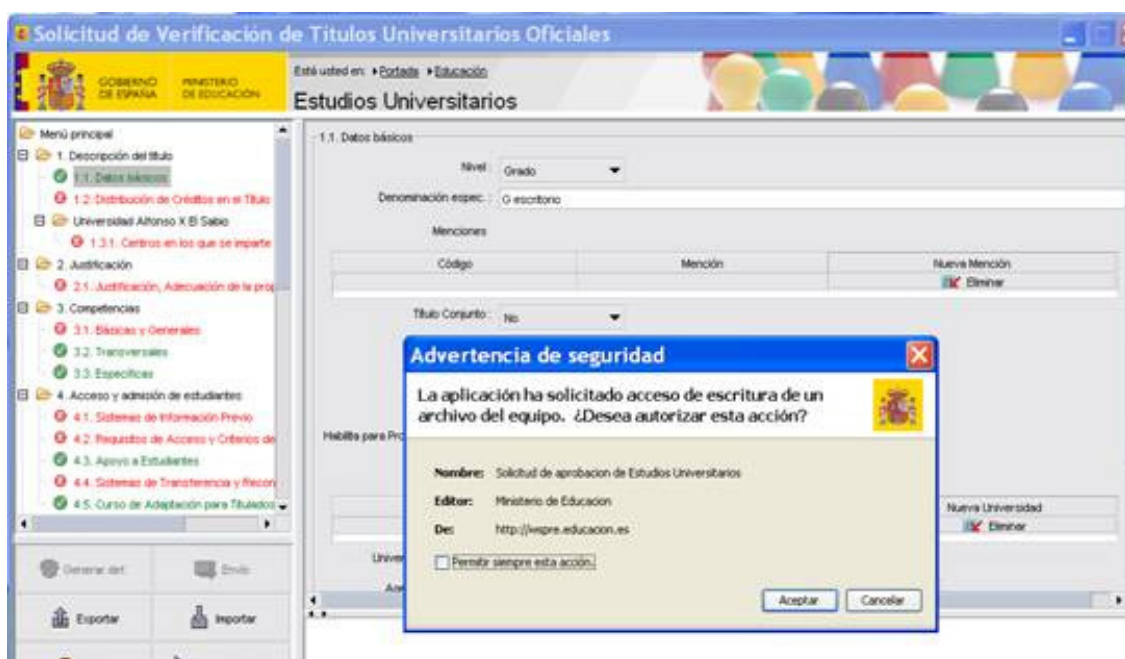 Solicitud de Verificación de Titulos Universitarios Oficiales
GOBIERNO DE ESPAÑA
MINISTERIO DE EDUCACIÓN
Está usted en: Portada Educación
Estudios Universitarios
Menú principal
1. Descripción del título
1.1. Datos básicos
1.2. Distribución de Créditos en el Título
Universidad Alfonso X El Sabio
1.3.1. Centros en los que se imparte
2. Justificación
2.1. Justificación, Adecuación de la prop
3. Competencias
3.1. Básicas y Generales
3.2. Transversales
3.3. Específicas
4. Acceso y admisión de estudiantes
4.1. Sistemas de Información Previo
4.2. Requisitos de Acceso y Criterios de
4.3. Apoyo a Estudiantes
4.4. Sistemas de Transferencia y Recon
4.5. Curso de Adaptación para Titulados
Generar def.
Envío
Exportar
Importar
1.1. Datos básicos
Nivel: Grado
Denominación espec. : G escritorio
Menciones
Código Mención Nueva Mención
Eliminar
Título Conjunto : No
Habilita para Pro
Nueva Universidad
Eliminar
Univer
Advertencia de seguridad
La aplicación ha solicitado acceso de escritura de un
archivo del equipo. ¿Desea autorizar esta acción?
Nombre: Solicitud de aprobacion de Estudios Universitarios
Editor: Ministerio de Educacion
De: http://wspre.educacion.es
Permitir siempre esta acción.
Aceptar Cancelar